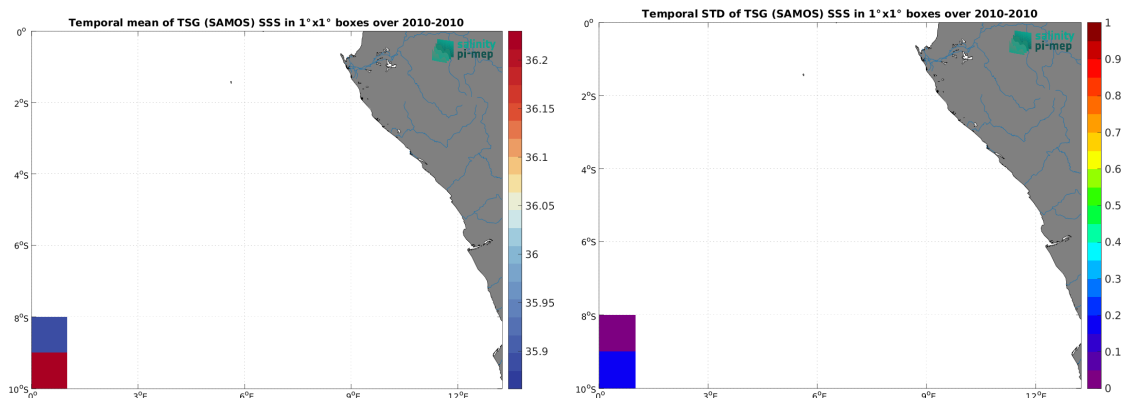 Temporal mean of TSG (SAMOS) SSS in 1°x1° boxes over 2010-2010
0°
2°S
4°S
6°S
8°S
10°S
0°
3°E
6°E
9°E
12°E
36.2
36.15
36.1
36.05
36
35.95
35.9
salinity
pi-mep
Temporal STD of TSG (SAMOS) SSS in 1°x1° boxes over 2010-2010
0°
2°S
4°S
6°S
8°S
10°S
0°
3°E
6°E
9°E
12°E
1
0.9
0.8
0.7
0.6
0.5
0.4
0.3
0.2
0.1
0
salinity
pi-mep